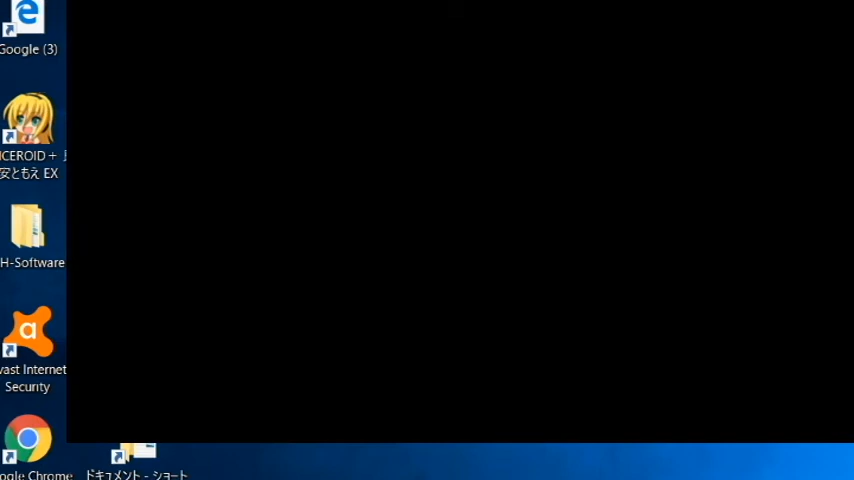 Google (3)
CEROID+
安ともえ EX
H-Software
vast Internet
Security
ogle Chrome
ドキュメント - ショート